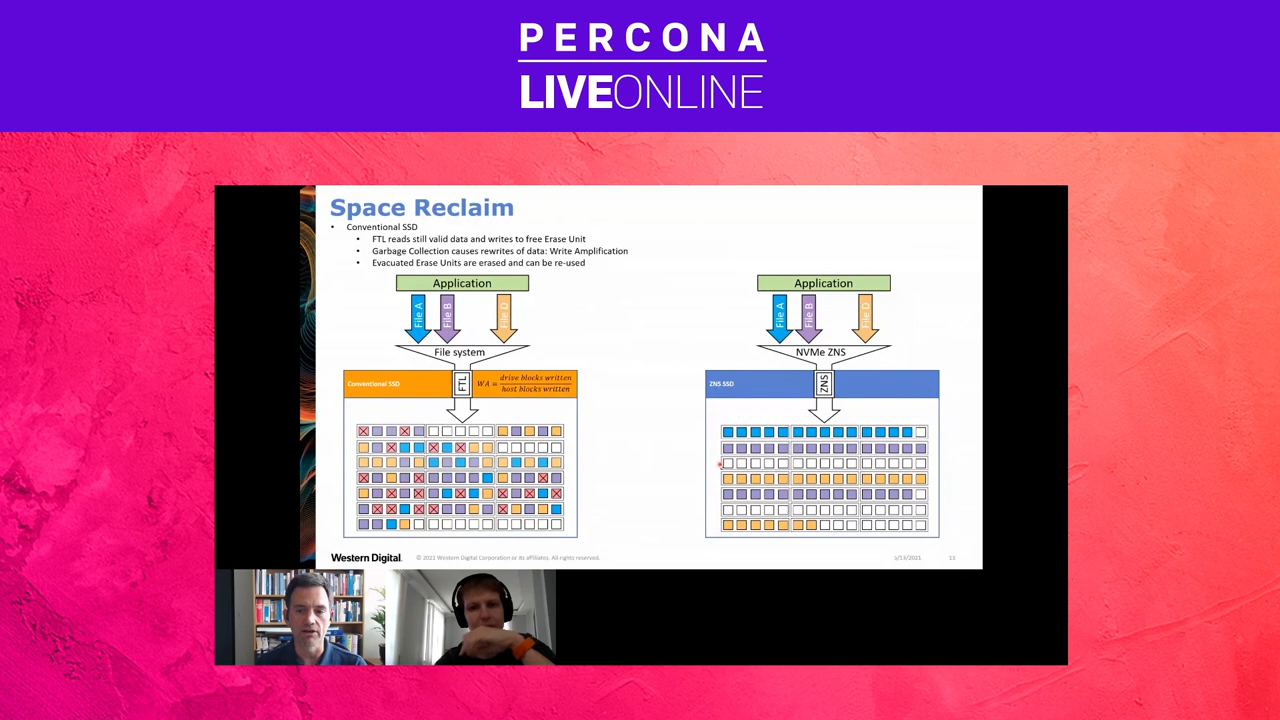 PERCONA
LIVEONLINE
Space Reclaim
• Conventional SSD
• FTL reads still valid data and writes to free Erase Unit
• Garbage Collection causes rewrites of data: Write Amplification
• Evacuated Erase Units are erased and can be re-used
Application
Application
File A
File B
File D
File A
File B
File D
File system
NVMe ZNS
Conventional SSD
FTL
WA = drive blocks written / host blocks written
ZNS SSD
ZNS
Western Digital.
© 2021 Western Digital Corporation or its affiliates. All rights reserved.
5/13/2021
13